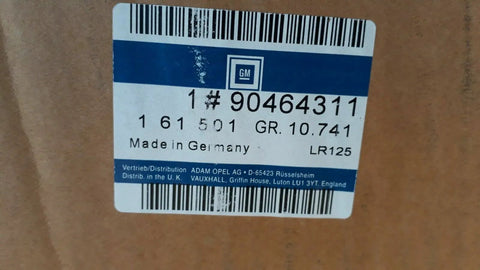 GM
1# 90464311
1 61 501 GR. 10.741
Made in Germany LR125
Vertrieb/Distribution ADAM OPEL AG • D-65423 Rüsselsheim
Distrib. in the U. K. VAUXHALL, Griffin House, Luton LU1 3YT. England